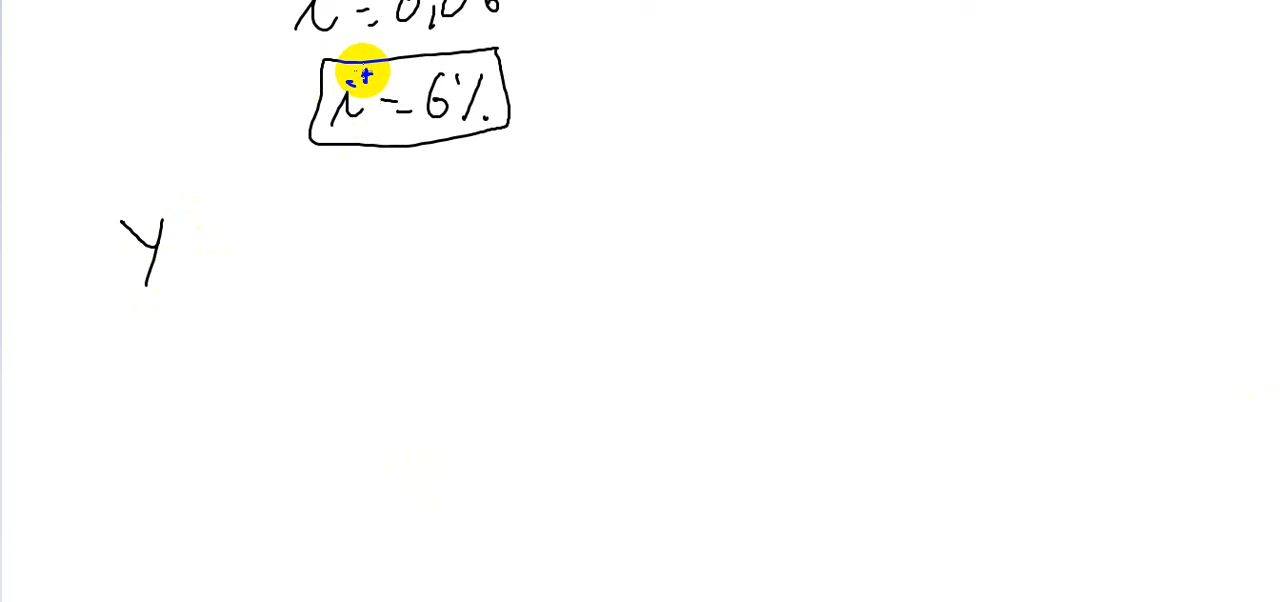 i = 0,06
i = 6%
Y